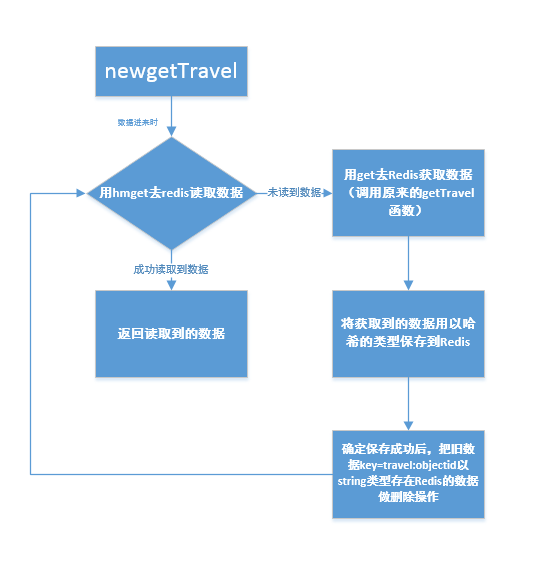 newgetTravel
数据进来时
用hmget去redis读取数据
未读到数据
用get去Redis获取数据
（调用原来的getTravel
函数）
成功读取到数据
返回读取到的数据
将获取到的数据用以哈
希的类型保存到Redis
确定保存成功后，把旧数
据key=travel:objectid以
string类型存在Redis的数据
做删除操作